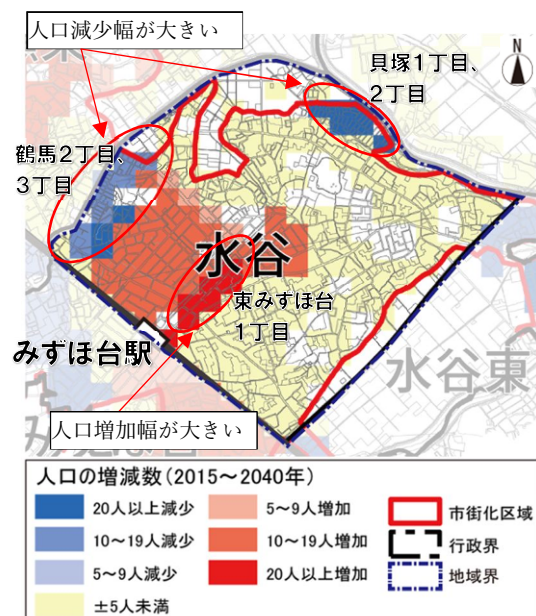 人口減少幅が大きい
N
貝塚1丁目、
2丁目
鶴馬2丁目、
3丁目
水谷
東みずほ台
1丁目
みずほ台駅
水谷東
人口増加幅が大きい
人口の増減数(2015～2040年)
20人以上減少
5～9人増加
市街化区域
10～19人減少
10～19人増加
行政界
5～9人減少
20人以上増加
地域界
±5人未満